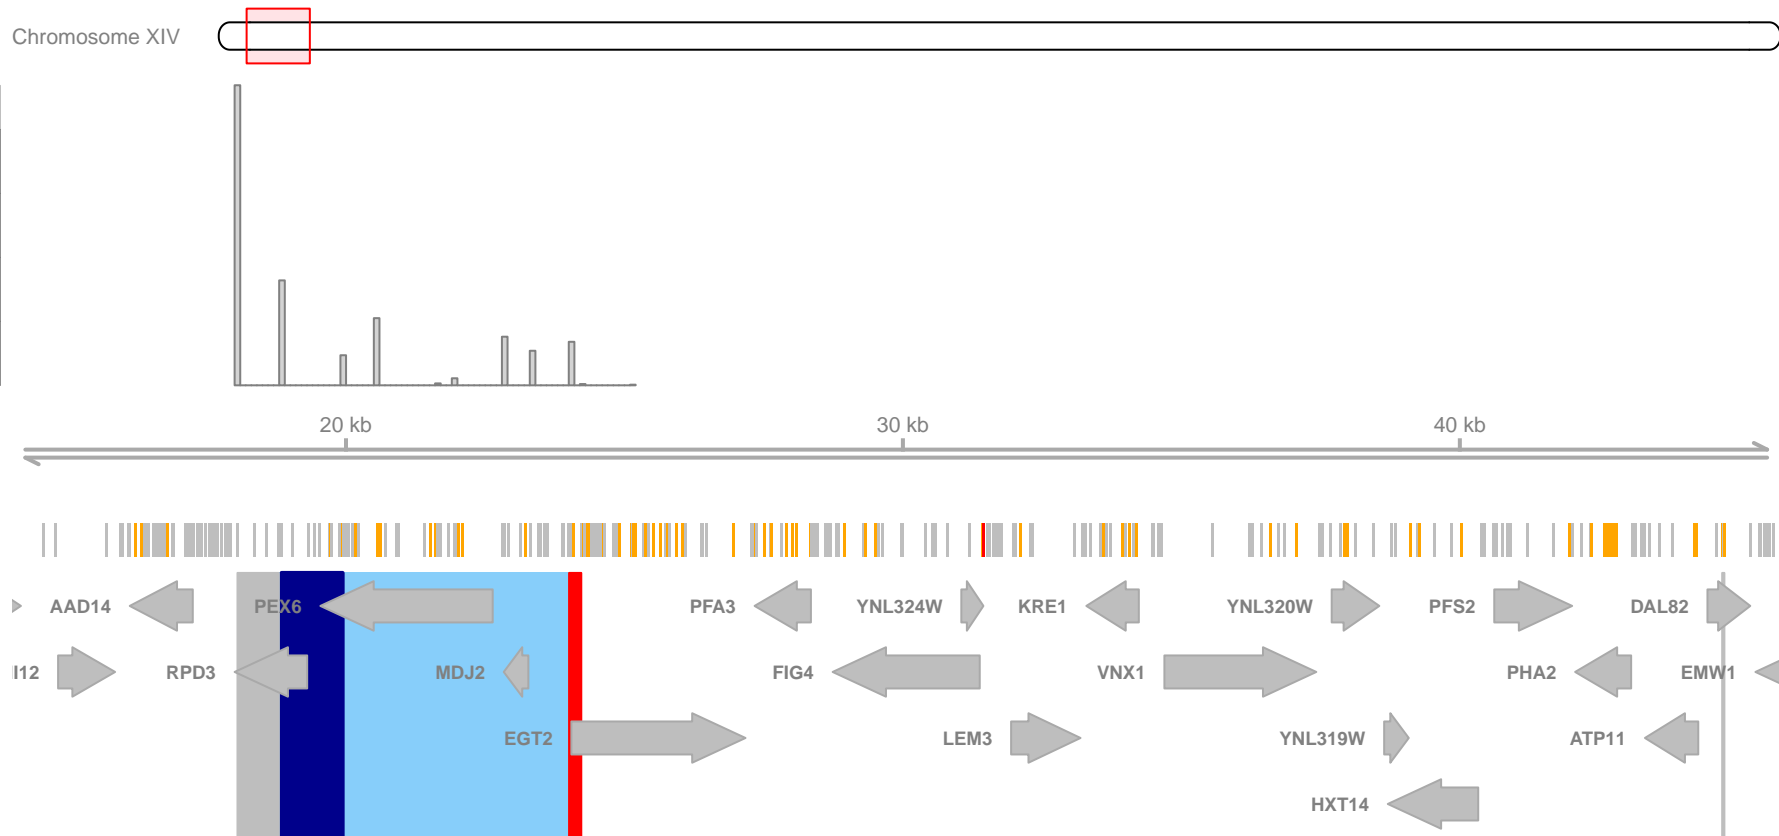 Chromosome XIV
20 kb 30 kb 40 kb
AAD14 PEX6 PFA3 YNL324W KRE1 YNL320W PFS2 DAL82
I12 RPD3 MDJ2 FIG4 VNX1 PHA2 EMW1
EGT2 LEM3 YNL319W ATP11
HXT14